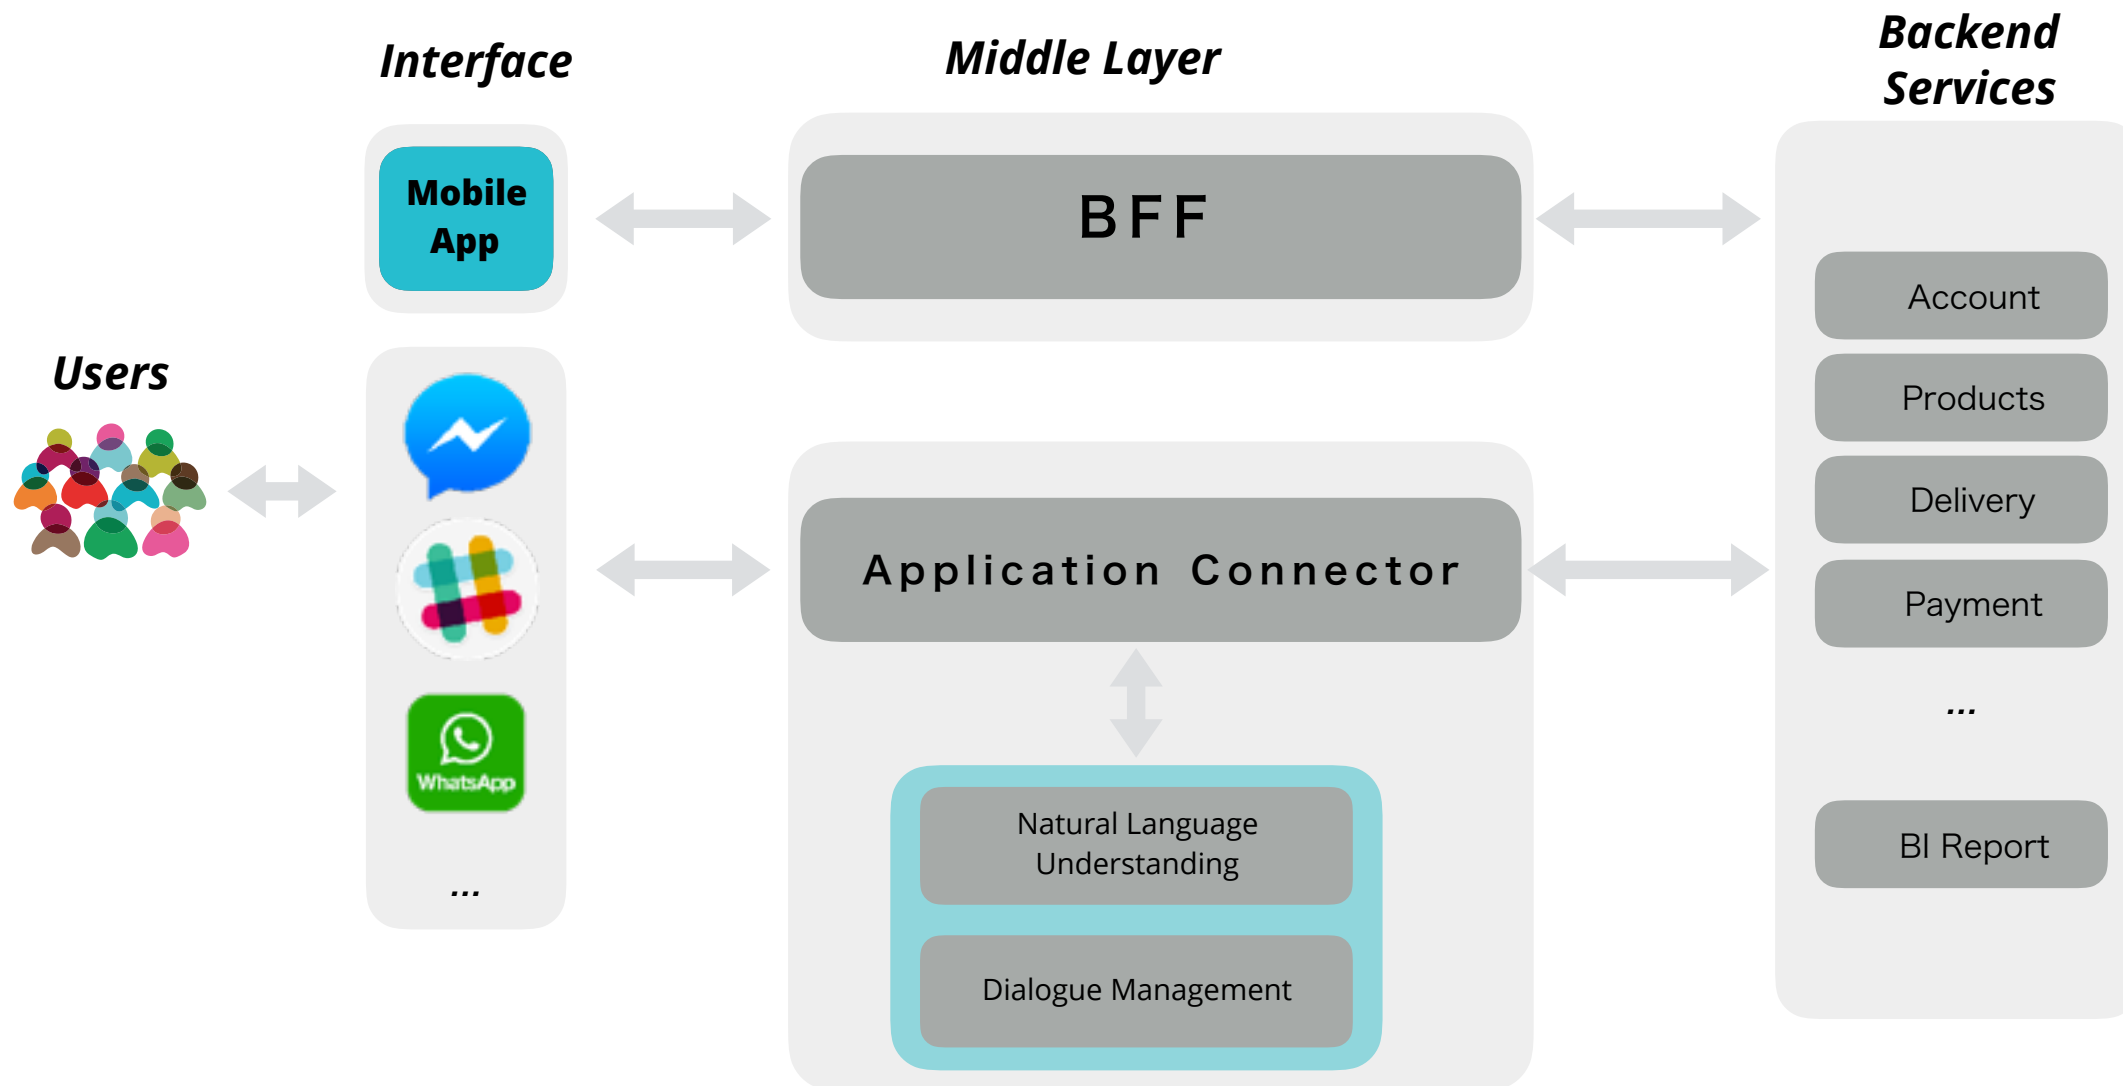 Interface
Middle Layer
Backend
Services
Mobile
App
BFF
Account
Products
Delivery
Payment
...
BI Report
Users
WhatsApp
...
Application Connector
Natural Language
Understanding
Dialogue Management